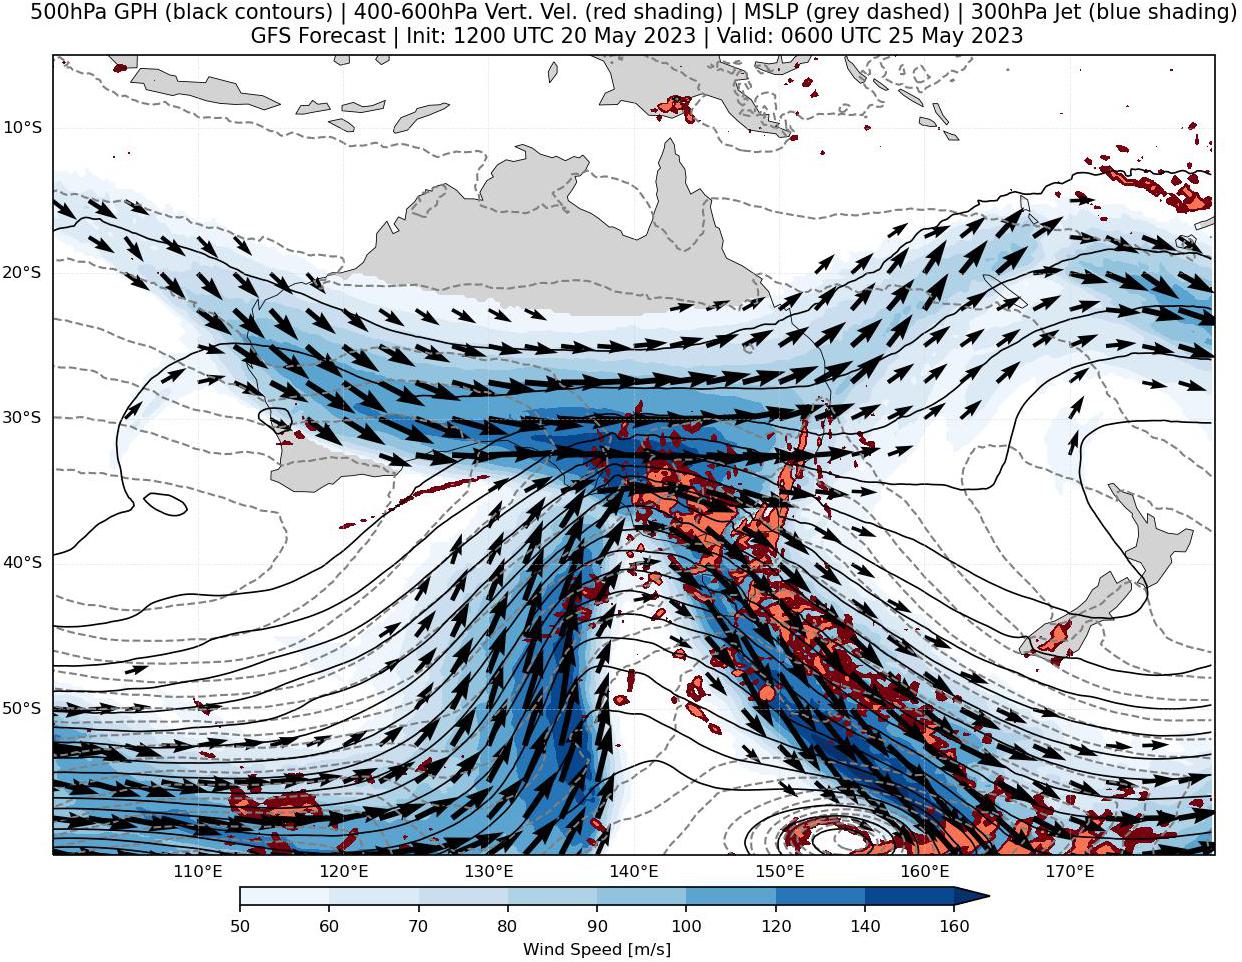 500hPa GPH (black contours) | 400-600hPa Vert. Vel. (red shading) | MSLP (grey dashed) | 300hPa Jet (blue shading)
GFS Forecast | Init: 1200 UTC 20 May 2023 | Valid: 0600 UTC 25 May 2023
10°S
20°S
30°S
40°S
50°S
110°E 120°E 130°E 140°E 150°E 160°E 170°E
50 60 70 80 90 100 120 140 160
Wind Speed [m/s]